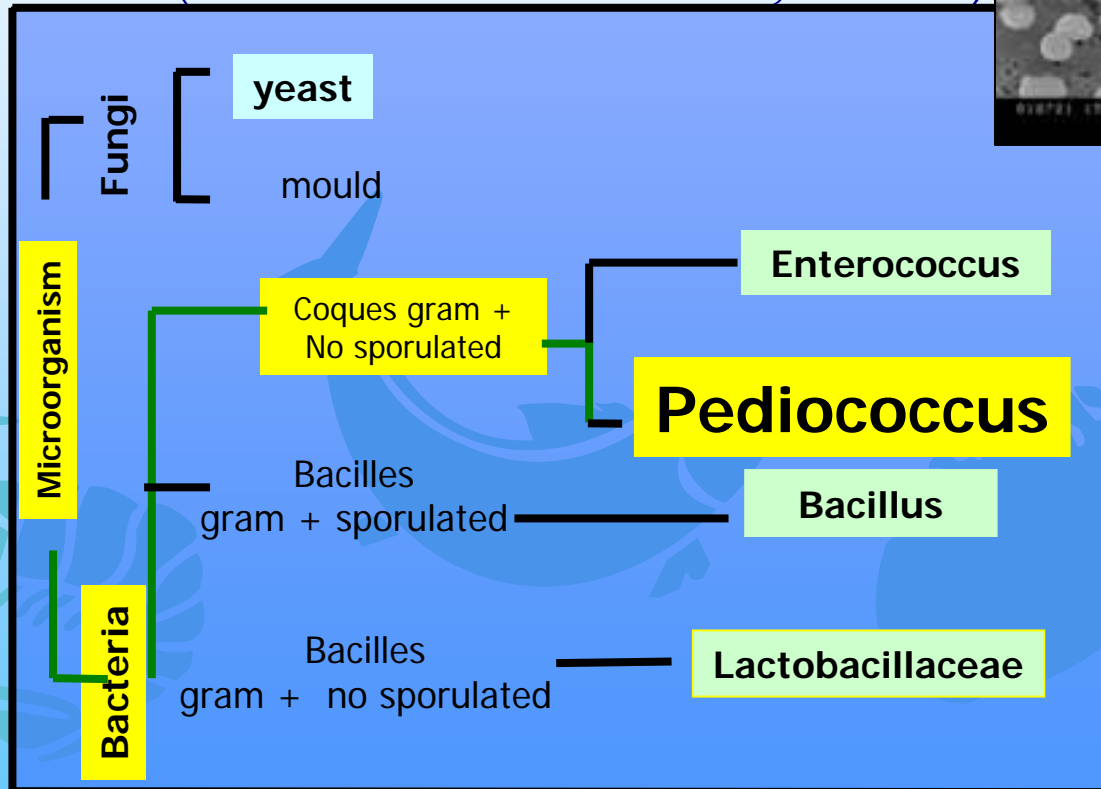 yeast
Fungi
mould
Microorganism
Enterococcus
Coques gram +
No sporulated
Pediococcus
Bacilles
gram + sporulated
Bacillus
Bacteria
Bacilles
gram + no sporulated
Lactobacillaceae